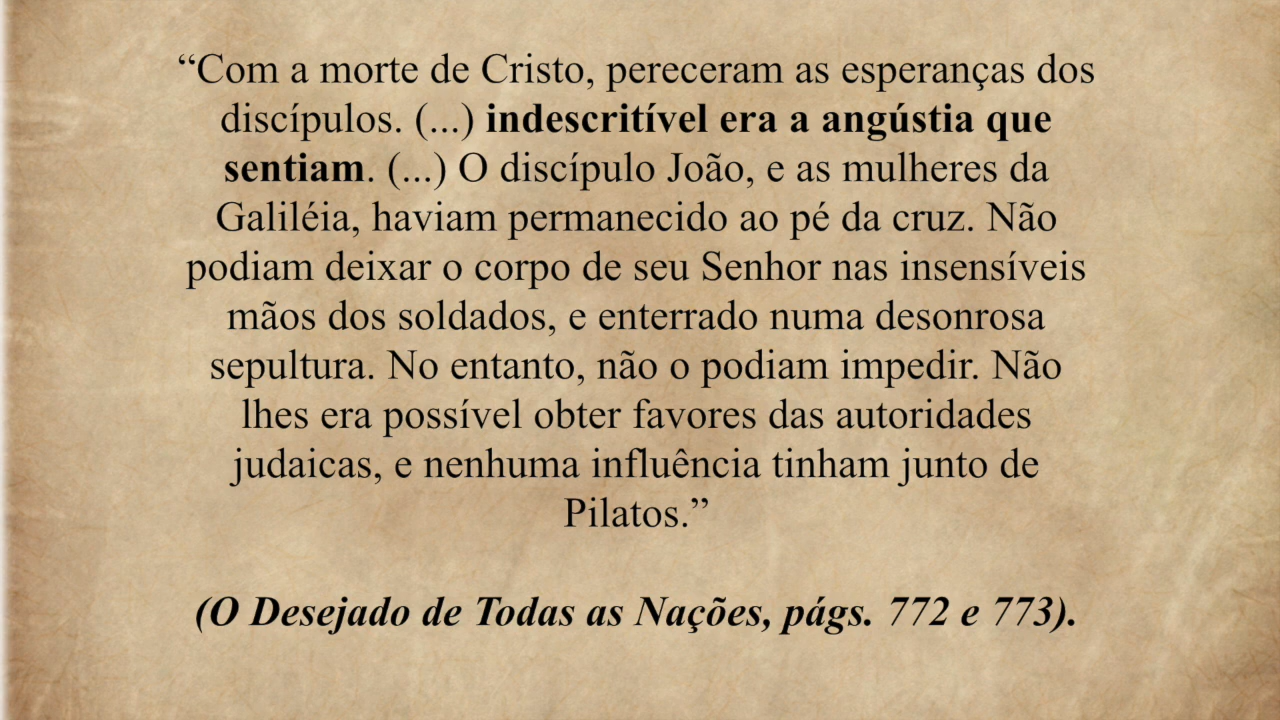 “Com a morte de Cristo, pereceram as esperanças dos
discípulos. (...) indescritível era a angústia que
sentiam. (...) O discípulo João, e as mulheres da
Galiléia, haviam permanecido ao pé da cruz. Não
podiam deixar o corpo de seu Senhor nas insensíveis
mãos dos soldados, e enterrado numa desonrosa
sepultura. No entanto, não o podiam impedir. Não
lhes era possível obter favores das autoridades
judaicas, e nenhuma influência tinham junto de
Pilatos.”
(O Desejado de Todas as Nações, págs. 772 e 773).